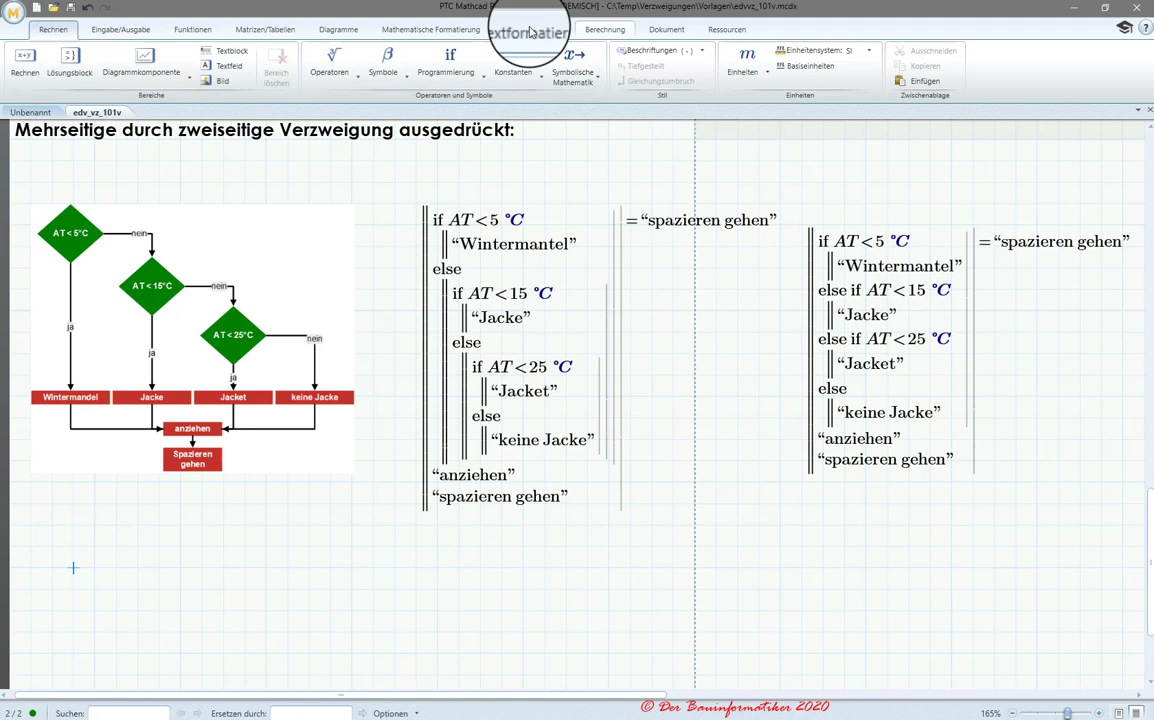 PTC Mathcad P
EMISCH] C:\Temp\Verzweigungen\Vorlagen\edvvz_101v.mcdx
Rechnen Eingabe/Ausgabe Funktionen Matrizen/Tabellen Diagramme Mathematische Formatierung extformatier Berechnung Dokument Ressourcen
Rechnen Lösungsblock Diagrammkomponente Textblock Textfeld Bild Bereich löschen
Operatoren Symbole Programmierung Konstanten Symbolische Mathematik
Beschriftungen ( - ) Tiefgestellt Gleichungsumbruch
Einheiten Einheitensystem: SI Basiseinheiten
Ausschneiden Kopieren Einfügen
Bereiche Operatoren und Symbole Stil Einheiten Zwischenablage
Unbenannt edv_vz_101v
Mehrseitige durch zweiseitige Verzweigung ausgedrückt:
AT < 5°C
nein
AT < 15°C
nein
AT < 25°C
nein
ja
ja
ja
Wintermandel Jacke Jacket keine Jacke
anziehen
Spazieren
gehen
if AT < 5 °C
“Wintermantel”
else
if AT < 15 °C
“Jacke”
else
if AT < 25 °C
“Jacket”
else
“keine Jacke”
“anziehen”
“spazieren gehen”
= “spazieren gehen”
if AT < 5 °C
“Wintermantel”
else if AT < 15 °C
“Jacke”
else if AT < 25 °C
“Jacket”
else
“keine Jacke”
“anziehen”
“spazieren gehen”
= “spazieren gehen”
2 / 2 Suchen: Ersetzen durch: Optionen
© Der Bauinformatiker 2020
165%